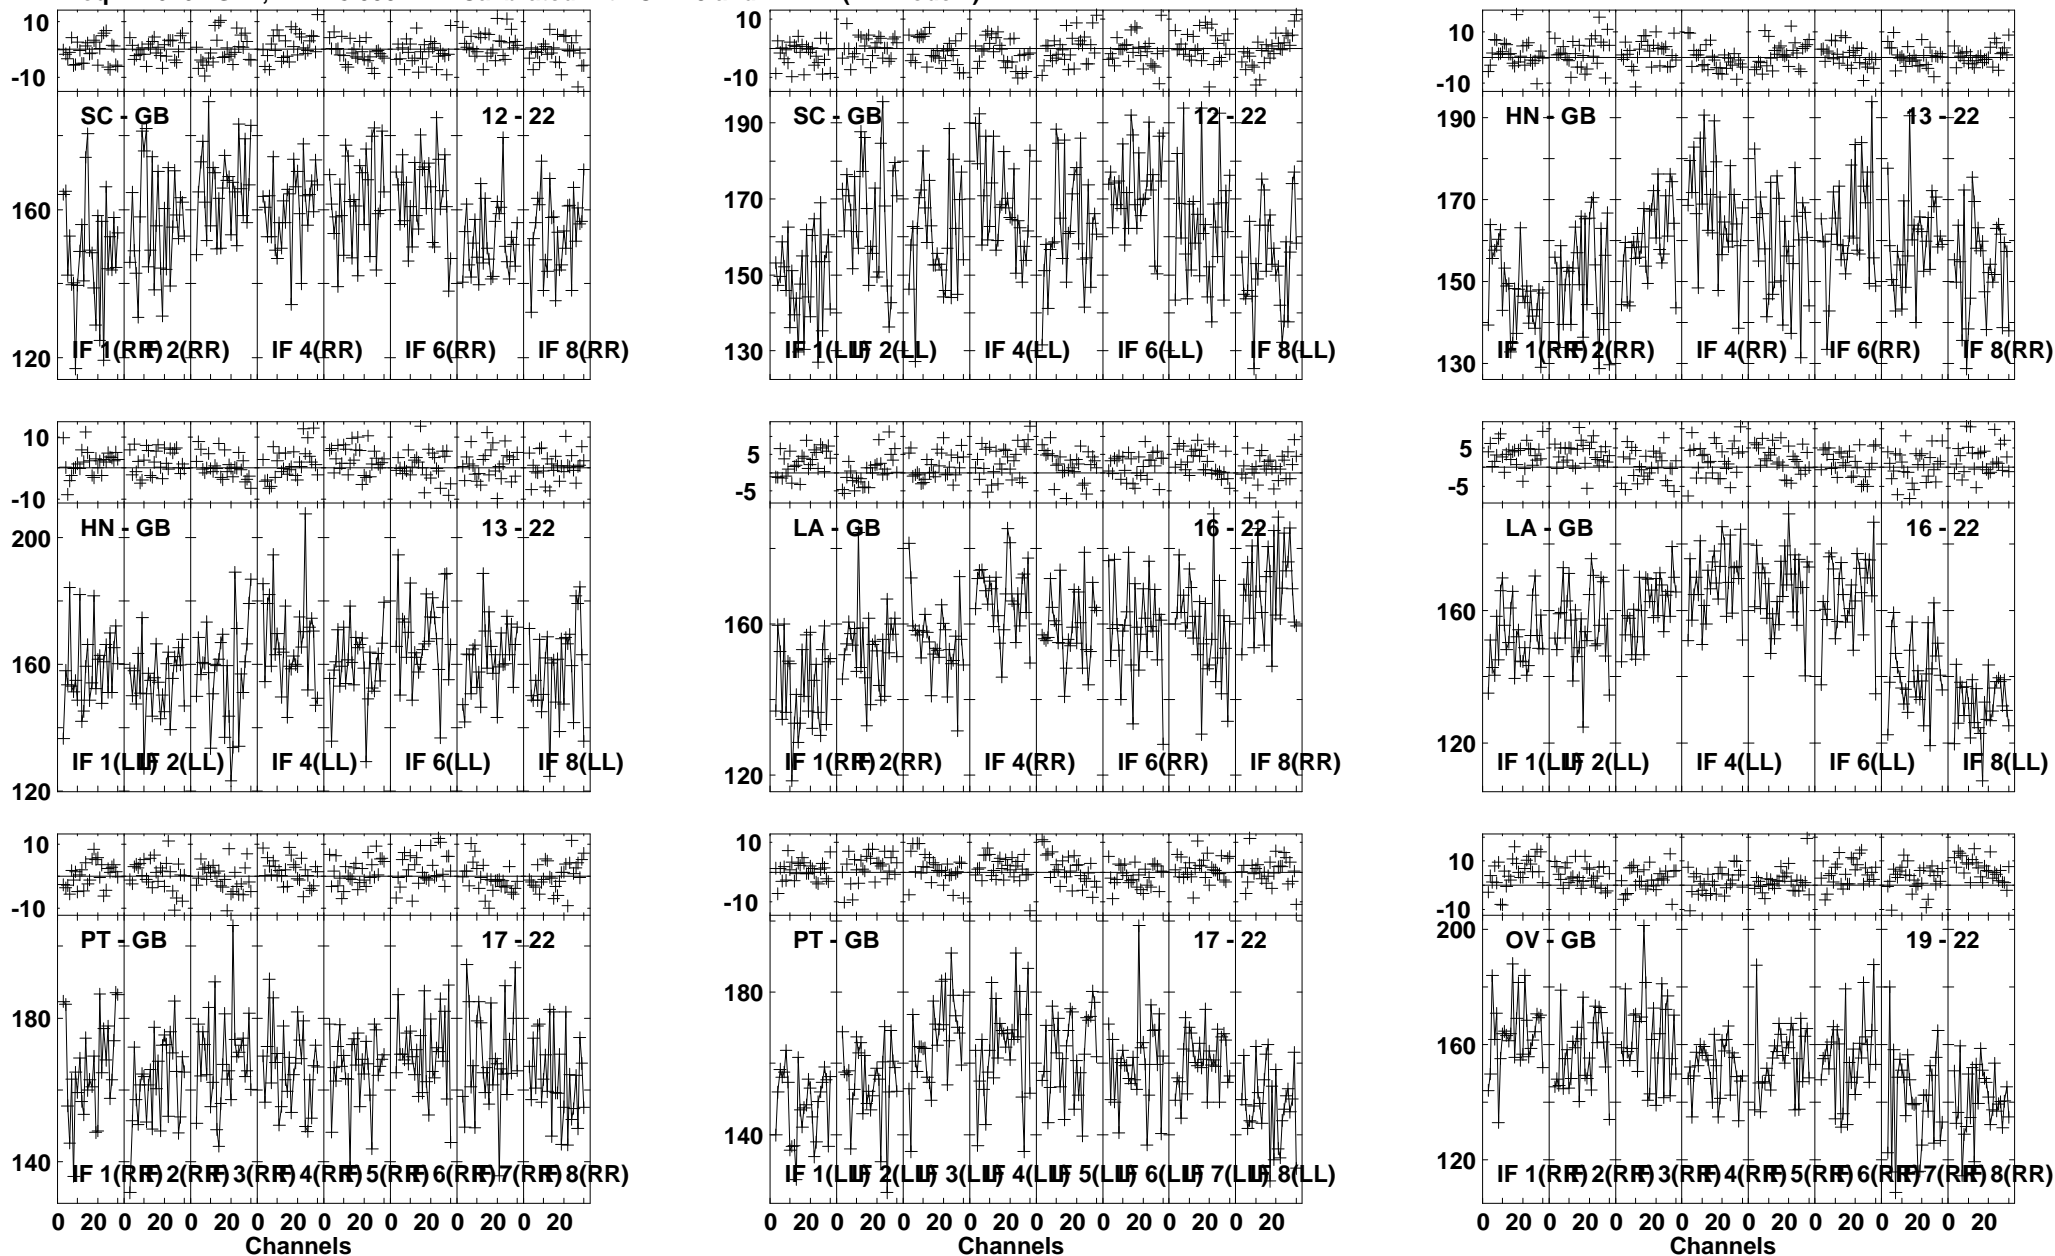 10
-10
SC - GB 12 - 22
160
120
IF 1(RR) IF 2(RR) IF 4(RR) IF 6(RR) IF 8(RR)
10
-10
SC - GB 12 - 22
190
170
150
130
IF 1(LL) IF 2(LL) IF 4(LL) IF 6(LL) IF 8(LL)
10
-10
HN - GB 13 - 22
190
170
150
130
IF 1(RR) IF 2(RR) IF 4(RR) IF 6(RR) IF 8(RR)
10
-10
HN - GB 13 - 22
200
160
120
IF 1(LL) IF 2(LL) IF 4(LL) IF 6(LL) IF 8(LL)
5
-5
LA - GB 16 - 22
160
120
IF 1(RR) IF 2(RR) IF 4(RR) IF 6(RR) IF 8(RR)
5
-5
LA - GB 16 - 22
160
120
IF 1(LL) IF 2(LL) IF 4(LL) IF 6(LL) IF 8(LL)
10
-10
PT - GB 17 - 22
180
140
IF 1(RR) IF 2(RR) IF 3(RR) IF 4(RR) IF 5(RR) IF 6(RR) IF 7(RR) IF 8(RR)
0 20 0 20 0 20 0 20 0 20 0 20 0 20 0 20
Channels
10
-10
PT - GB 17 - 22
180
140
IF 1(LL) IF 2(LL) IF 3(LL) IF 4(LL) IF 5(LL) IF 6(LL) IF 7(LL) IF 8(LL)
0 20 0 20 0 20 0 20 0 20 0 20 0 20 0 20
Channels
10
-10
OV - GB 19 - 22
200
160
120
IF 1(RR) IF 2(RR) IF 3(RR) IF 4(RR) IF 5(RR) IF 6(RR) IF 7(RR) IF 8(RR)
0 20 0 20 0 20 0 20 0 20 0 20 0 20 0 20
Channels